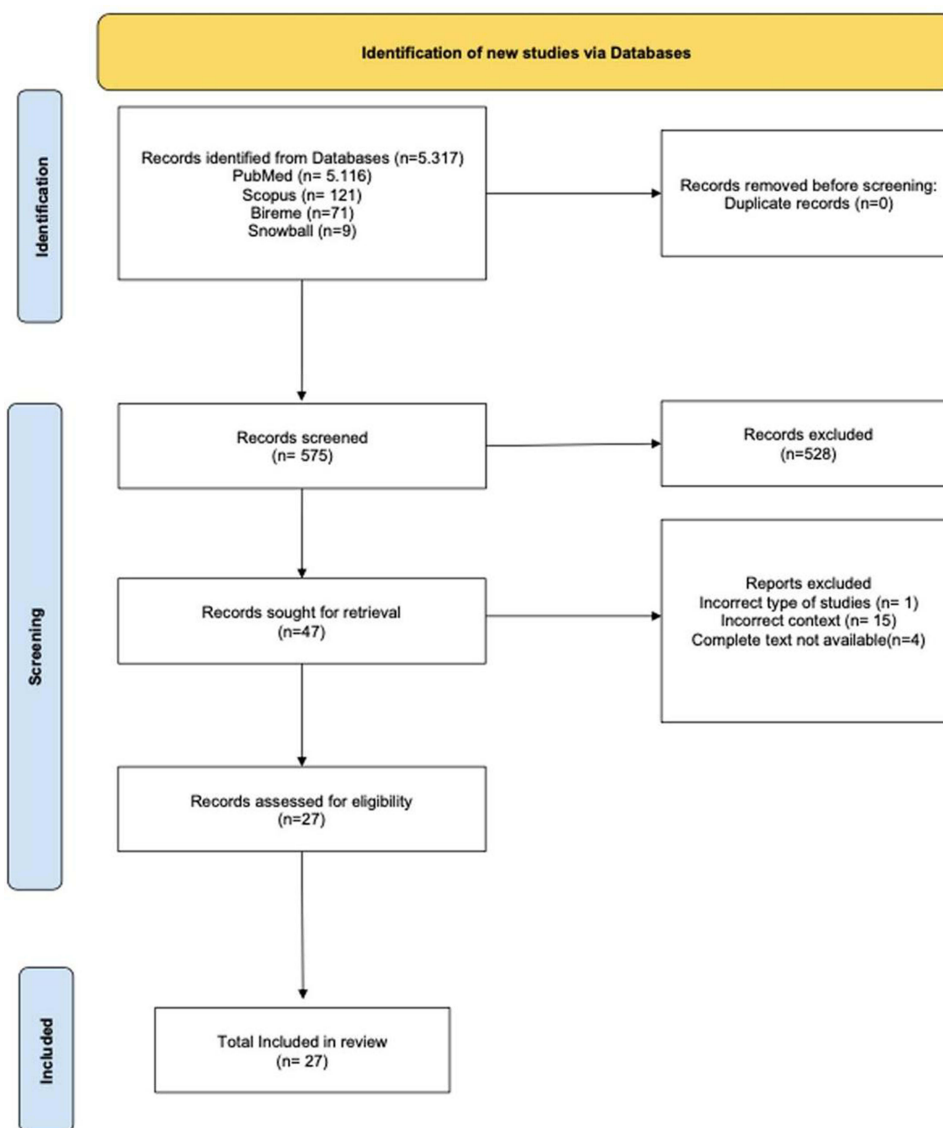 Identification of new studies via Databases
Identification
Records identified from Databases (n=5.317)
PubMed (n= 5.116)
Scopus (n= 121)
Bireme (n=71)
Snowball (n=9)
Records removed before screening:
Duplicate records (n=0)
Screening
Records screened
(n= 575)
Records excluded
(n=528)
Records sought for retrieval
(n=47)
Reports excluded
Incorrect type of studies (n= 1)
Incorrect context (n= 15)
Complete text not available(n=4)
Records assessed for eligibility
(n=27)
Included
Total Included in review
(n= 27)